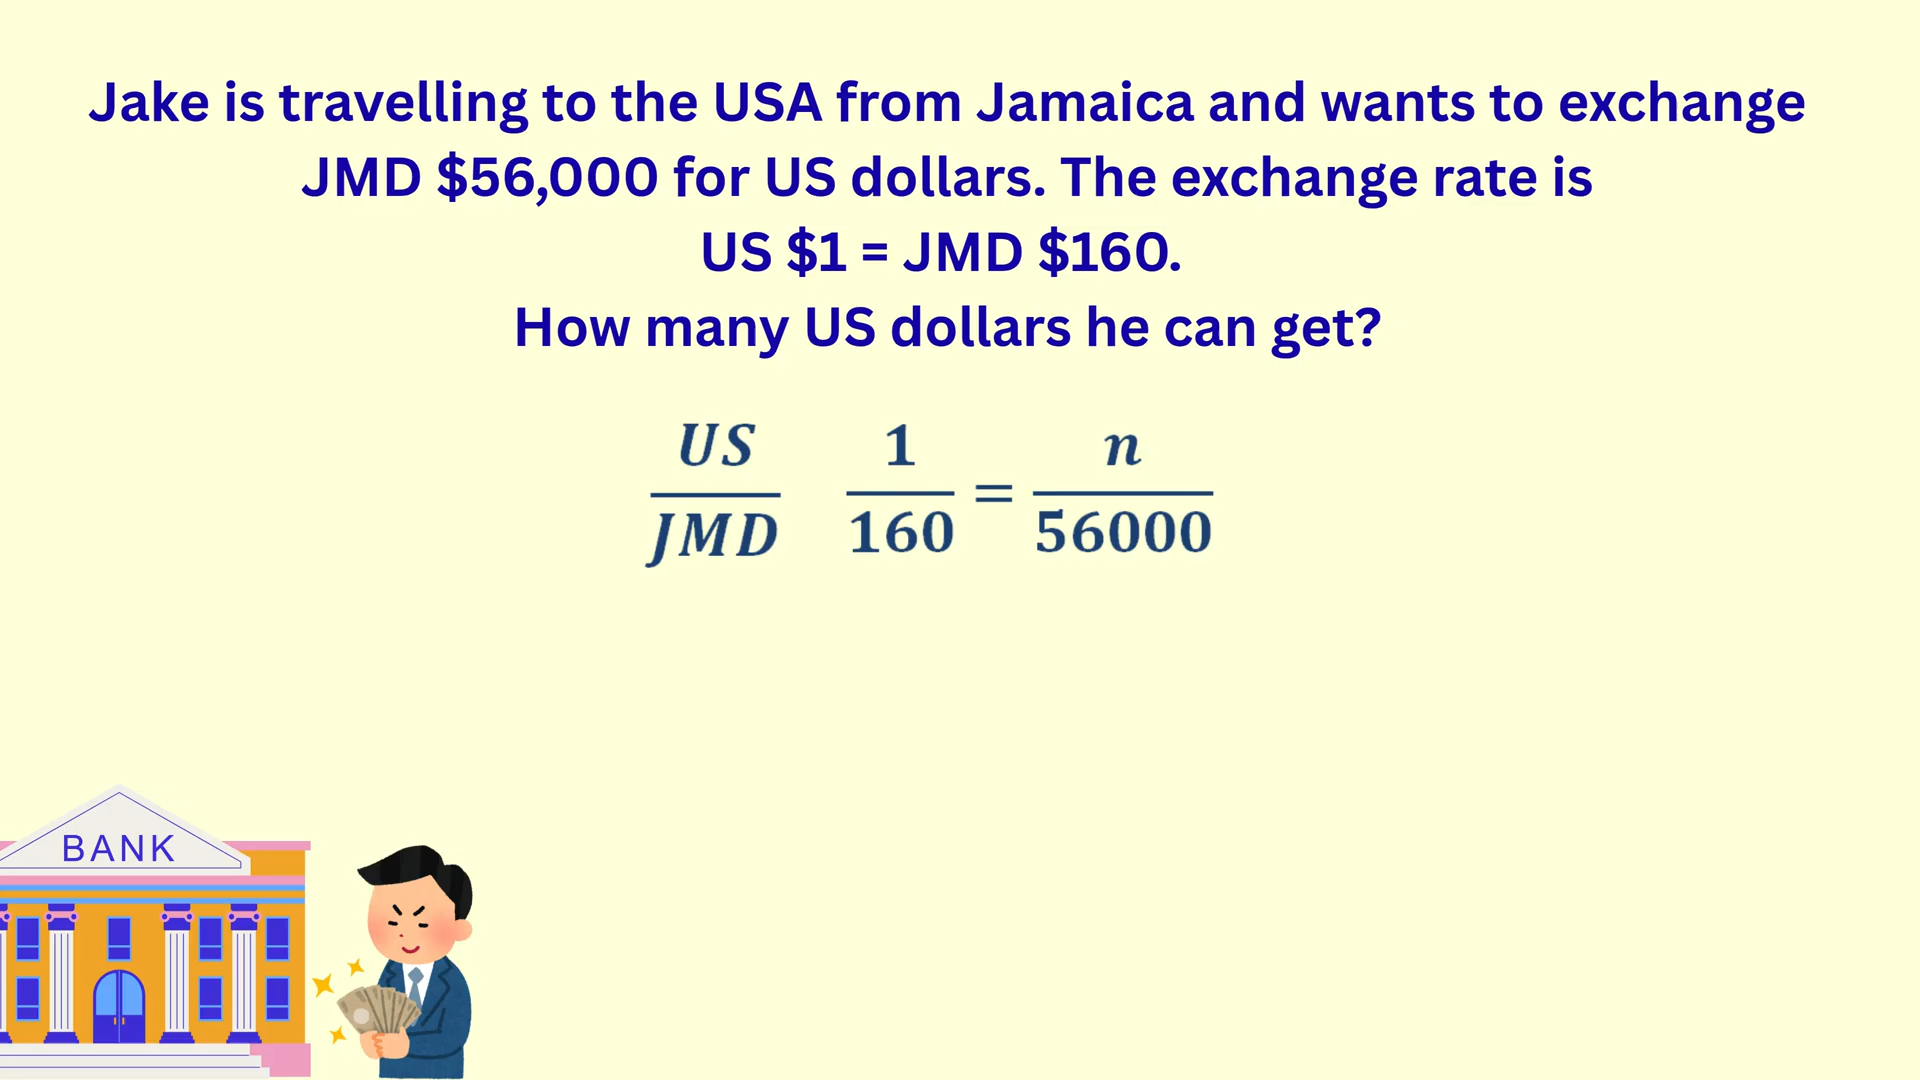 Jake is travelling to the USA from Jamaica and wants to exchange
JMD $56,000 for US dollars. The exchange rate is
US $1 = JMD $160.
How many US dollars he can get?
US/JMD 1/160 = n/56000
BANK